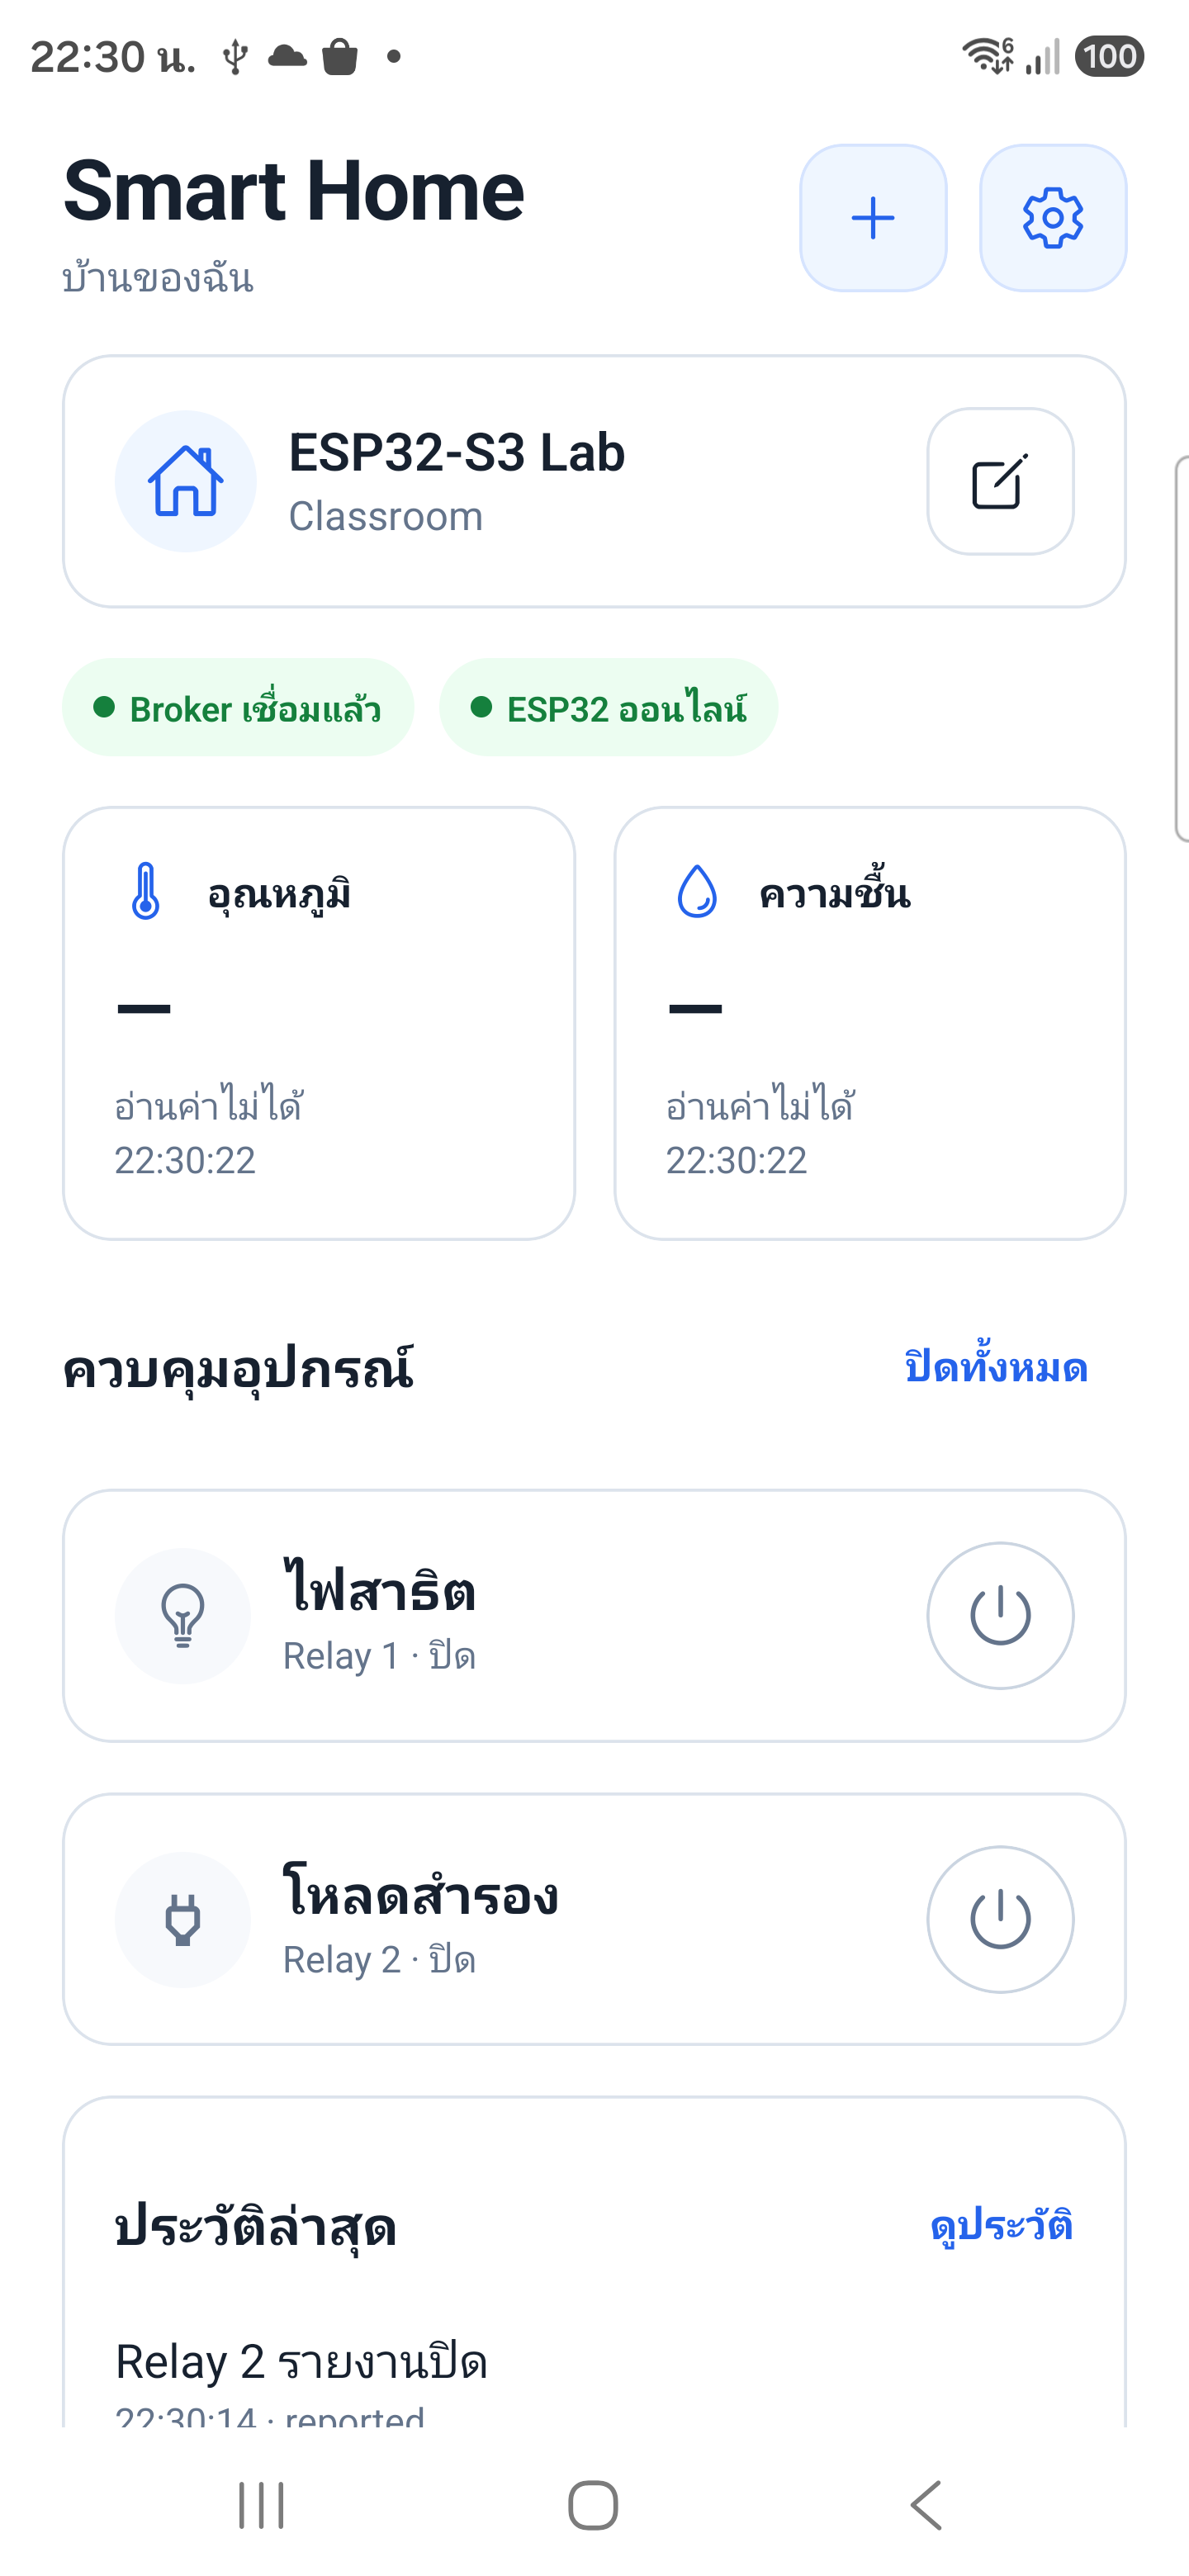 22:30 น.
6
100
Smart Home
บ้านของฉัน
ESP32-S3 Lab
Classroom
Broker เชื่อมแล้ว
ESP32 ออนไลน์
อุณหภูมิ
—
อ่านค่าไม่ได้
22:30:22
ความชื้น
—
อ่านค่าไม่ได้
22:30:22
ควบคุมอุปกรณ์
ปิดทั้งหมด
ไฟสาธิต
Relay 1 · ปิด
โหลดสำรอง
Relay 2 · ปิด
ประวัติล่าสุด
ดูประวัติ
Relay 2 รายงานปิด
22:30:14 · reported